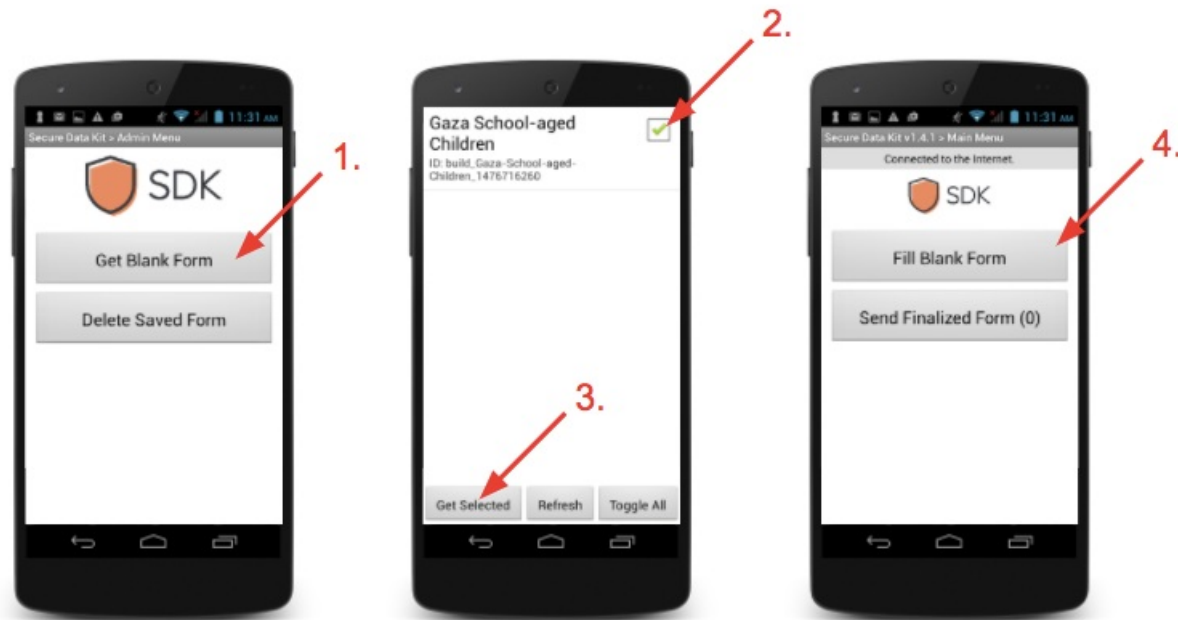 1.
2.
3.
4.
11:31 AM
Secure Data Kit > Admin Menu
SDK
Get Blank Form
Delete Saved Form
Gaza School-aged
Children
ID: build_Gaza-School-aged-
Children_1476716260
Get Selected
Refresh
Toggle All
11:31 AM
Secure Data Kit v1.4.1 > Main Menu
Connected to the Internet.
SDK
Fill Blank Form
Send Finalized Form (0)